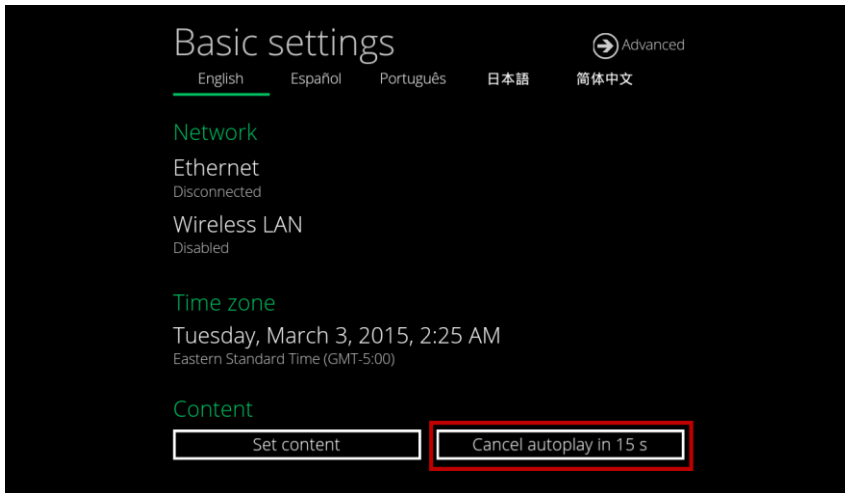 Basic settings
Advanced
English Español Português 日本語 简体中文
Network
Ethernet
Disconnected
Wireless LAN
Disabled
Time zone
Tuesday, March 3, 2015, 2:25 AM
Eastern Standard Time (GMT-5:00)
Content
Set content Cancel autoplay in 15 s